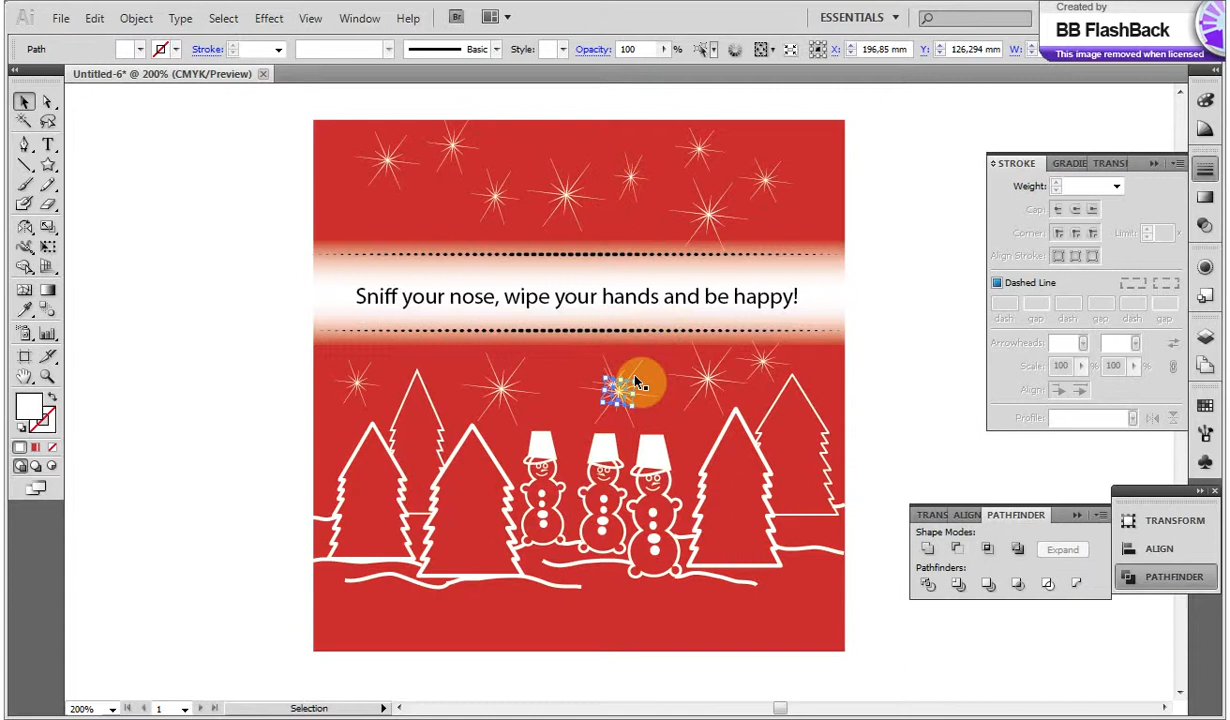 Ai File Edit Object Type Select Effect View Window Help Br ESSENTIALS
Created by
BB FlashBack
This image removed when licensed
Path Stroke: Basic Style: Opacity: 100 % X: 196,85 mm Y: 126,294 mm W:
Untitled-6* @ 200% (CMYK/Preview)
STROKE GRADIE TRANSI
Weight:
Cap:
Corner: Limit: x
Align Stroke:
Dashed Line
dash gap dash gap dash gap
Arrowheads:
Scale: 100 % 100 %
Align:
Profile:
Sniff your nose, wipe your hands and be happy!
TRANS ALIGN PATHFINDER
Shape Modes:
Expand
Pathfinders:
TRANSFORM
ALIGN
PATHFINDER
200% 1 Selection